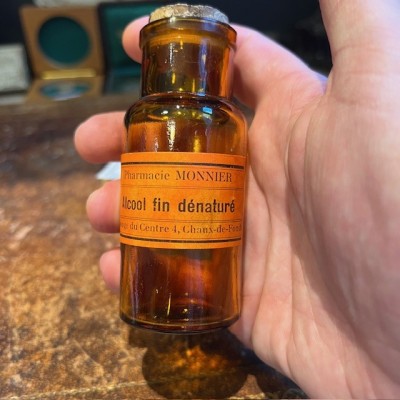 Pharmacie MONNIER
Alcool fin dénaturé
du Centre 4, Chaux-de-Fonds